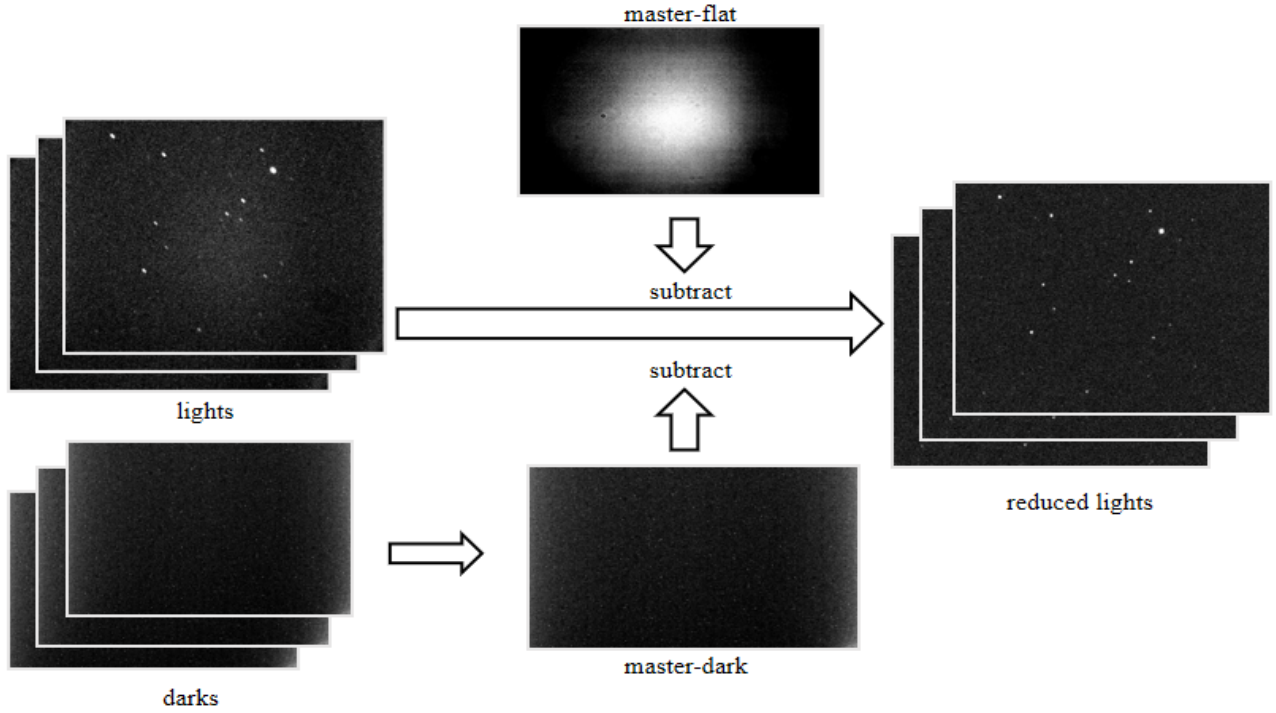 master-flat
subtract
subtract
lights
reduced lights
master-dark
darks